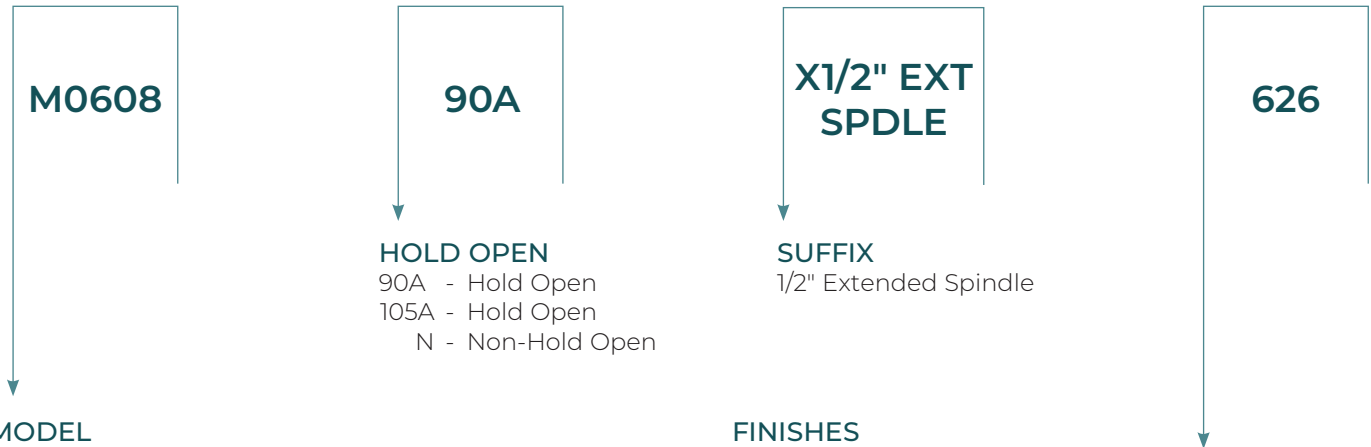 M0608
90A
X1/2" EXT
SPDLE
626
HOLD OPEN
90A - Hold Open
105A - Hold Open
N - Non-Hold Open
SUFFIX
1/2" Extended Spindle
MODEL
FINISHES